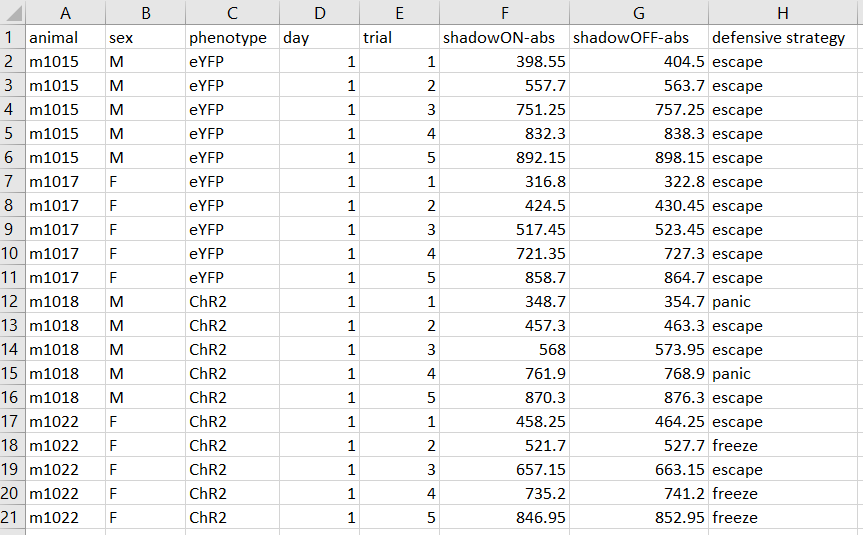 A B C D E F G H
1 animal sex phenotype day trial shadowON-abs shadowOFF-abs defensive strategy
2 m1015 M eYFP 1 1 398.55 404.5 escape
3 m1015 M eYFP 1 2 557.7 563.7 escape
4 m1015 M eYFP 1 3 751.25 757.25 escape
5 m1015 M eYFP 1 4 832.3 838.3 escape
6 m1015 M eYFP 1 5 892.15 898.15 escape
7 m1017 F eYFP 1 1 316.8 322.8 escape
8 m1017 F eYFP 1 2 424.5 430.45 escape
9 m1017 F eYFP 1 3 517.45 523.45 escape
10 m1017 F eYFP 1 4 721.35 727.3 escape
11 m1017 F eYFP 1 5 858.7 864.7 escape
12 m1018 M ChR2 1 1 348.7 354.7 panic
13 m1018 M ChR2 1 2 457.3 463.3 escape
14 m1018 M ChR2 1 3 568 573.95 escape
15 m1018 M ChR2 1 4 761.9 768.9 panic
16 m1018 M ChR2 1 5 870.3 876.3 escape
17 m1022 F ChR2 1 1 458.25 464.25 escape
18 m1022 F ChR2 1 2 521.7 527.7 freeze
19 m1022 F ChR2 1 3 657.15 663.15 escape
20 m1022 F ChR2 1 4 735.2 741.2 freeze
21 m1022 F ChR2 1 5 846.95 852.95 freeze